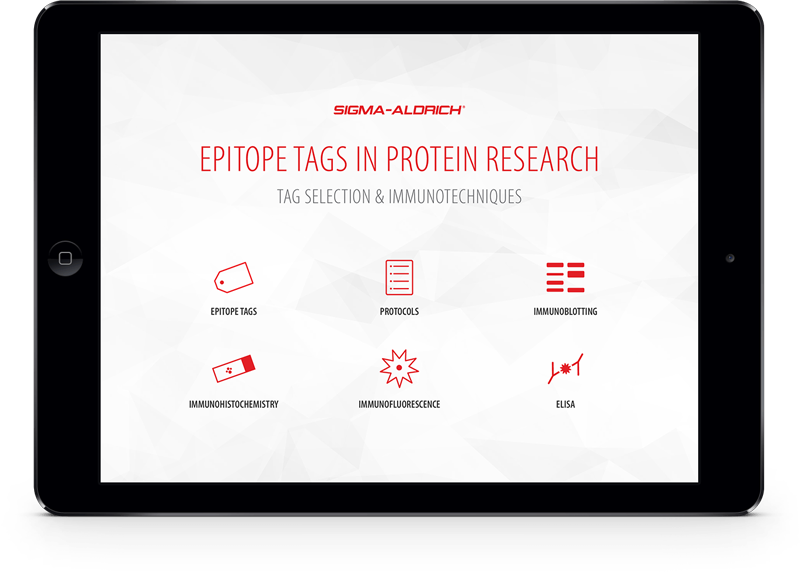 SIGMA-ALDRICH®
EPITOPE TAGS IN PROTEIN RESEARCH
TAG SELECTION & IMMUNOTECHNIQUES
EPITOPE TAGS
PROTOCOLS
IMMUNOBLOTTING
IMMUNOHISTOCHEMISTRY
IMMUNOFLUORESCENCE
ELISA